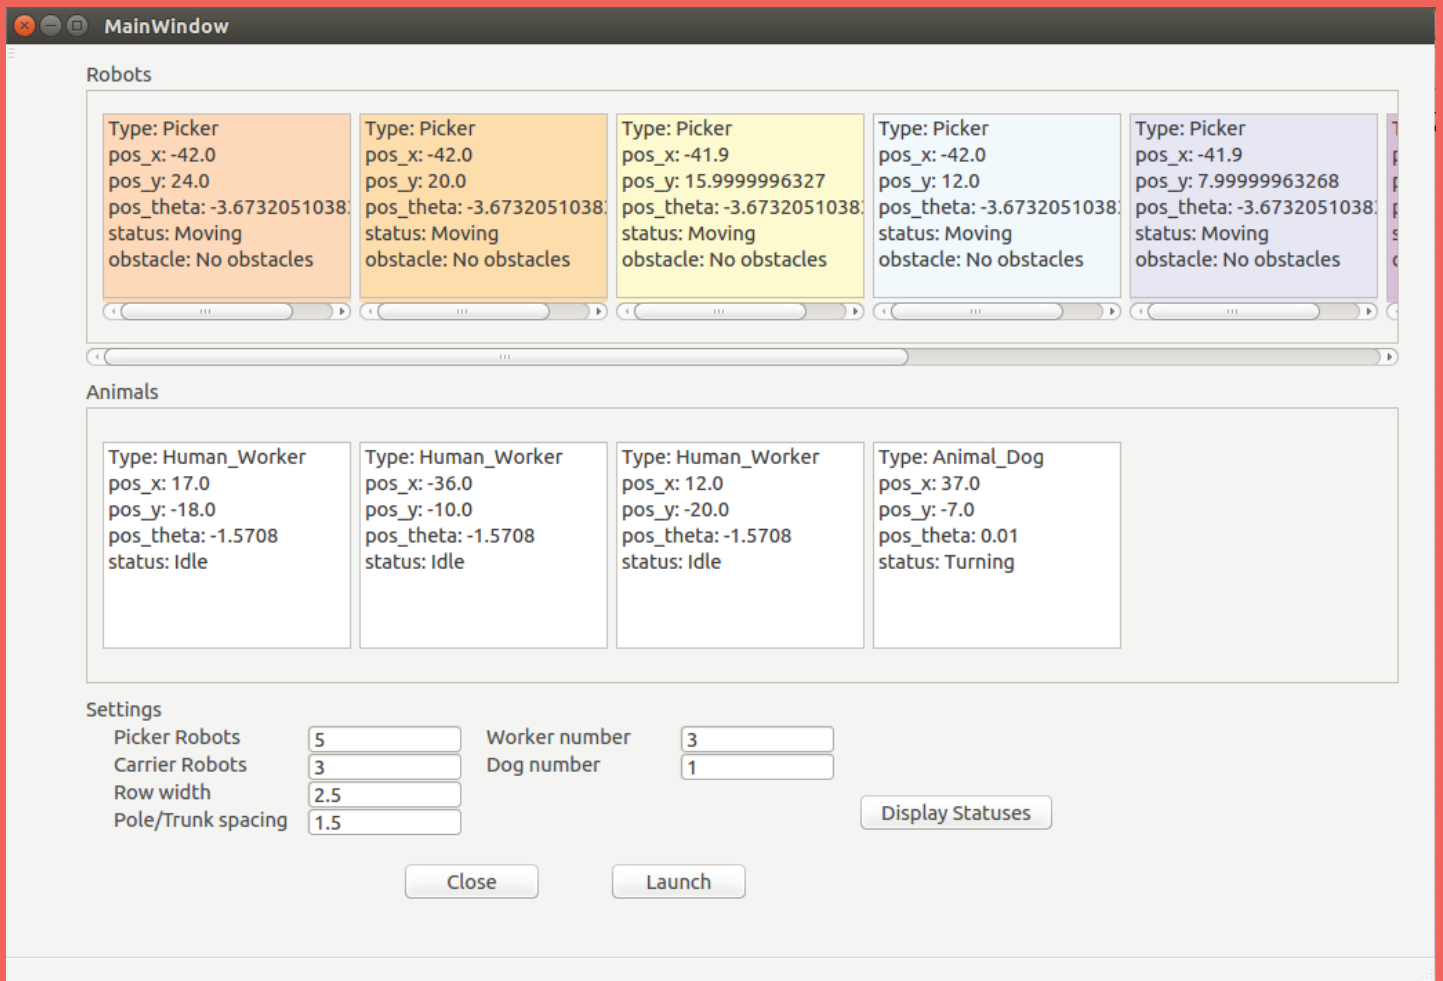 MainWindow
Robots
Type: Picker
pos_x: -42.0
pos_y: 24.0
pos_theta: -3.6732051038
status: Moving
obstacle: No obstacles
Type: Picker
pos_x: -42.0
pos_y: 20.0
pos_theta: -3.6732051038
status: Moving
obstacle: No obstacles
Type: Picker
pos_x: -41.9
pos_y: 15.9999996327
pos_theta: -3.6732051038
status: Moving
obstacle: No obstacles
Type: Picker
pos_x: -42.0
pos_y: 12.0
pos_theta: -3.6732051038
status: Moving
obstacle: No obstacles
Type: Picker
pos_x: -41.9
pos_y: 7.99999963268
pos_theta: -3.6732051038
status: Moving
obstacle: No obstacles
Animals
Type: Human_Worker
pos_x: 17.0
pos_y: -18.0
pos_theta: -1.5708
status: Idle
Type: Human_Worker
pos_x: -36.0
pos_y: -10.0
pos_theta: -1.5708
status: Idle
Type: Human_Worker
pos_x: 12.0
pos_y: -20.0
pos_theta: -1.5708
status: Idle
Type: Animal_Dog
pos_x: 37.0
pos_y: -7.0
pos_theta: 0.01
status: Turning
Settings
Picker Robots 5
Worker number 3
Carrier Robots 3
Dog number 1
Row width 2.5
Pole/Trunk spacing 1.5
Display Statuses
Close
Launch